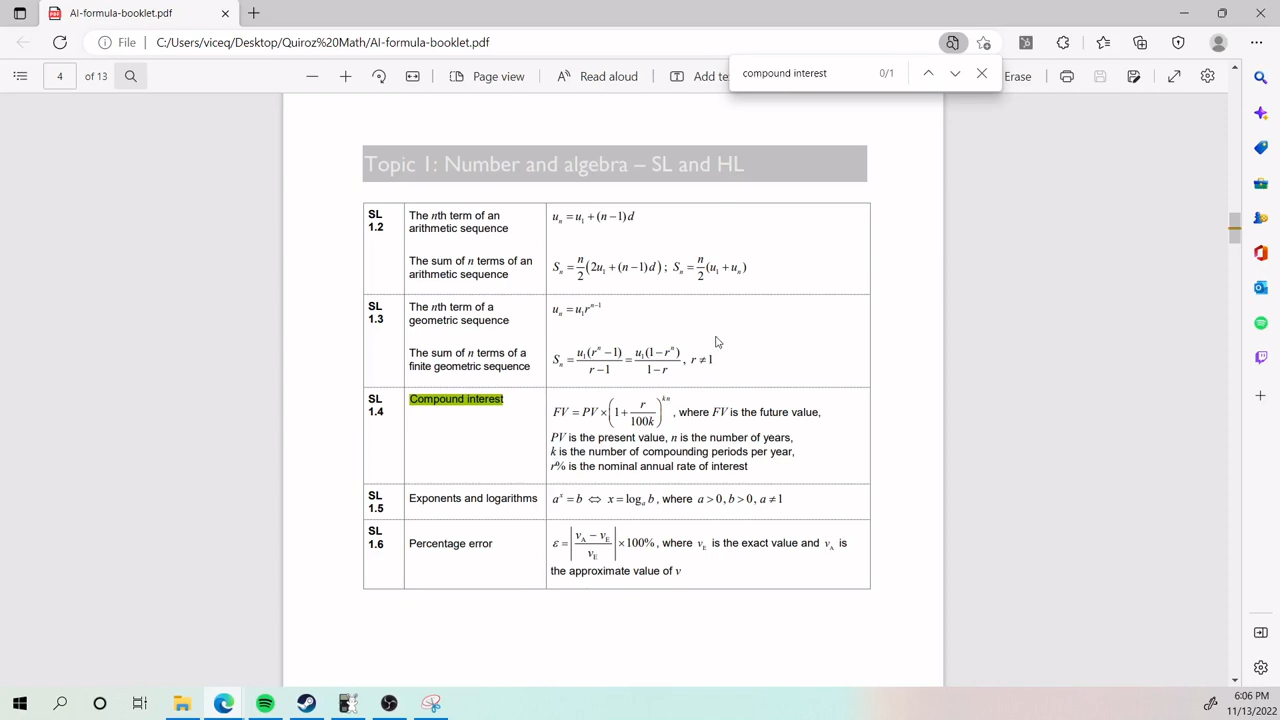 AI-formula-booklet.pdf
File C:/Users/viceq/Desktop/Quiroz%20Math/AI-formula-booklet.pdf
compound interest 0/1
4 of 13 Page view Read aloud Add te Erase
Topic 1: Number and algebra – SL and HL
SL 1.2
The nth term of an
arithmetic sequence
uₙ = u₁ + (n−1)d
The sum of n terms of an
arithmetic sequence
Sₙ = n/2 (2u₁ + (n−1)d); Sₙ = n/2 (u₁ + uₙ)
SL 1.3
The nth term of a
geometric sequence
uₙ = u₁rⁿ⁻¹
The sum of n terms of a
finite geometric sequence
Sₙ = u₁(rⁿ−1)/(r−1) = u₁(1−rⁿ)/(1−r), r ≠ 1
SL 1.4
Compound interest
FV = PV × (1 + r/100k)ᵏⁿ, where FV is the future value,
PV is the present value, n is the number of years,
k is the number of compounding periods per year,
r% is the nominal annual rate of interest
SL 1.5
Exponents and logarithms
aˣ = b ⇔ x = logₐ b, where a > 0, b > 0, a ≠ 1
SL 1.6
Percentage error
ε = |(v_A − v_E)/v_E| × 100%, where v_E is the exact value and v_A is
the approximate value of v
6:06 PM
11/13/2022